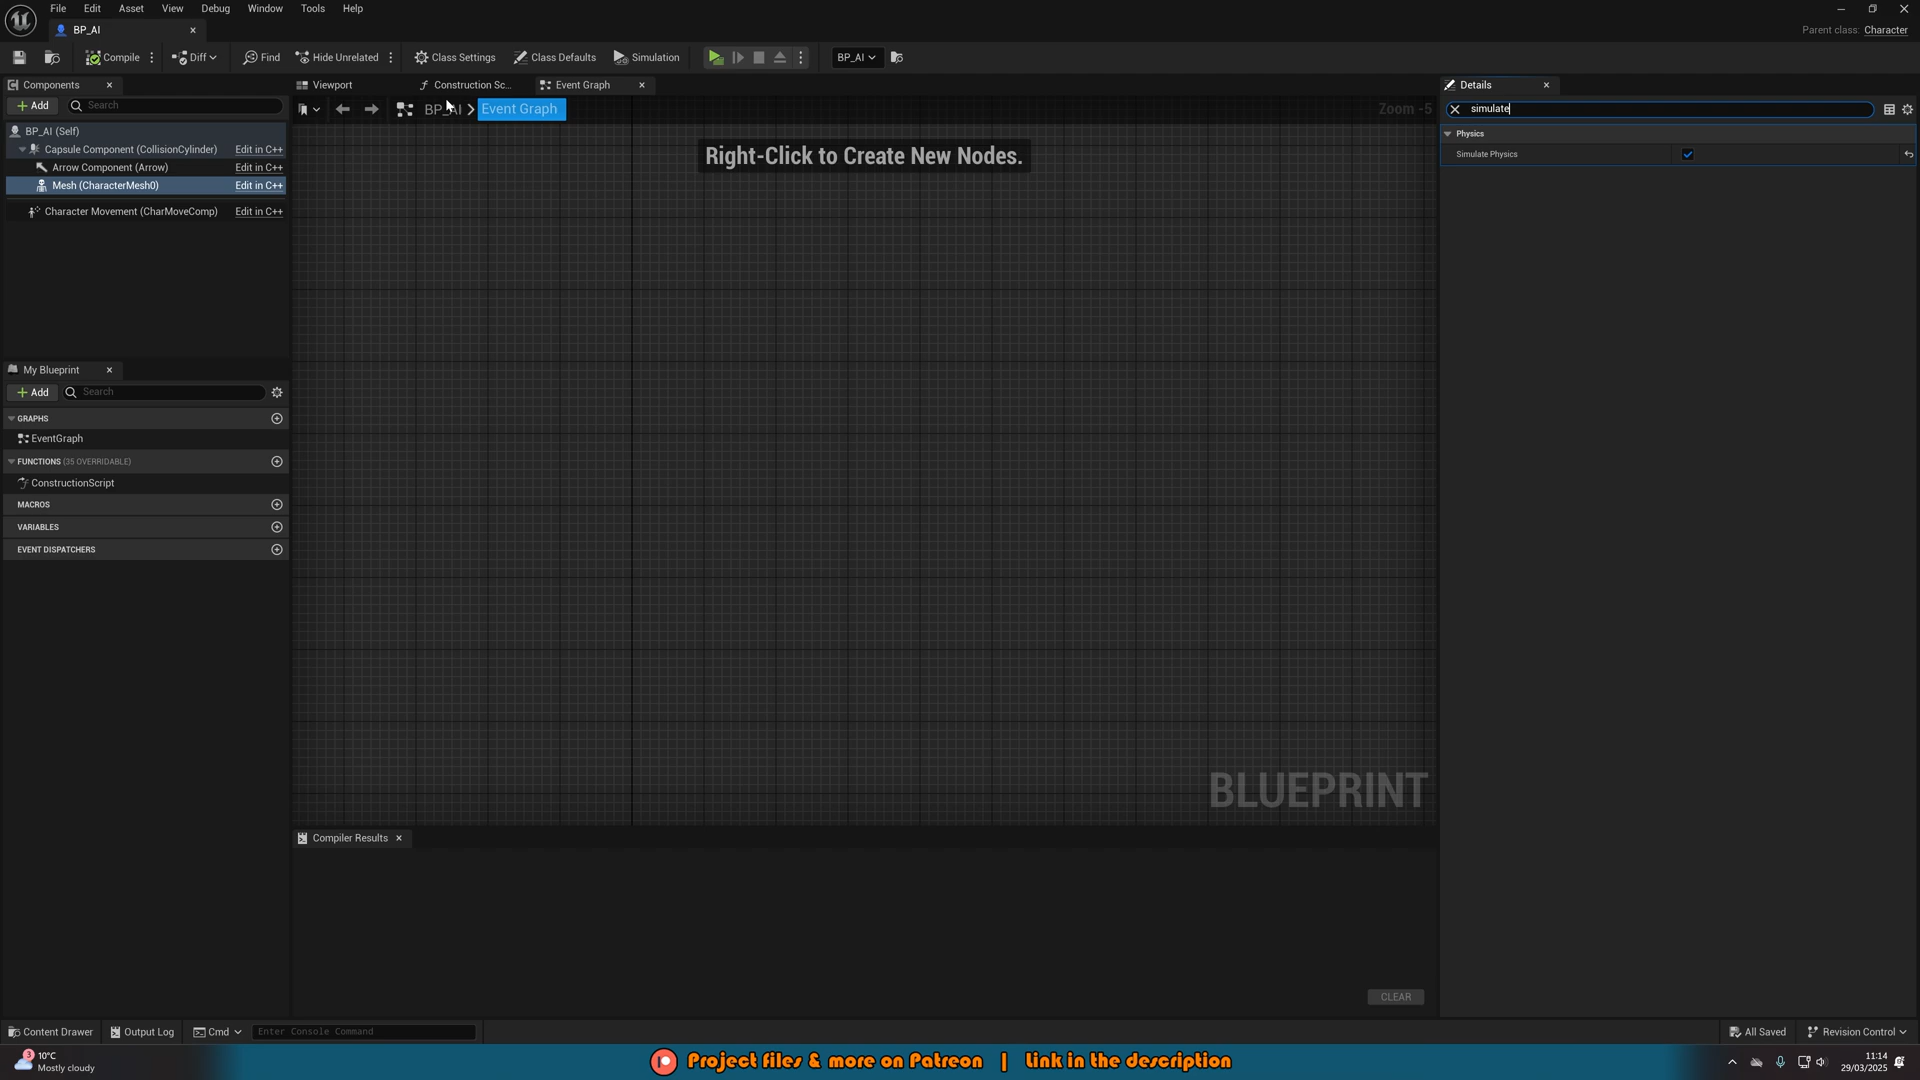 File Edit Asset View Debug Window Tools Help
BP_AI
Parent class: Character
Compile Diff Find Hide Unrelated Class Settings Class Defaults Simulation BP_AI
Components
Viewport Construction Sc... Event Graph
Details
Add Search
BP_AI > Event Graph
Zoom -5
simulate
BP_AI (Self)
Capsule Component (CollisionCylinder) Edit in C++
Arrow Component (Arrow) Edit in C++
Mesh (CharacterMesh0) Edit in C++
Character Movement (CharMoveComp) Edit in C++
Right-Click to Create New Nodes.
Physics
Simulate Physics
My Blueprint
Add Search
GRAPHS
EventGraph
FUNCTIONS (35 OVERRIDABLE)
ConstructionScript
MACROS
VARIABLES
EVENT DISPATCHERS
BLUEPRINT
Compiler Results
CLEAR
Content Drawer Output Log Cmd Enter Console Command
All Saved Revision Control
3
10°C
Mostly cloudy
Project files & more on Patreon | Link in the description
11:14
29/03/2025